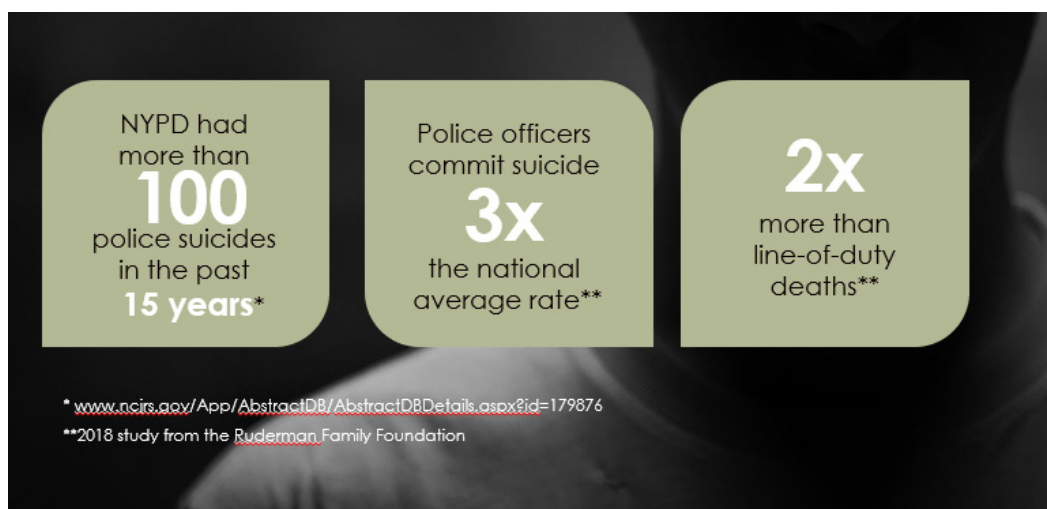 NYPD had
more than
100
police suicides
in the past
15 years*
Police officers
commit suicide
3x
the national
average rate**
2x
more than
line-of-duty
deaths**
* www.ncjrs.gov/App/AbstractDB/AbstractDBDetails.aspx?id=179876
**2018 study from the Ruderman Family Foundation